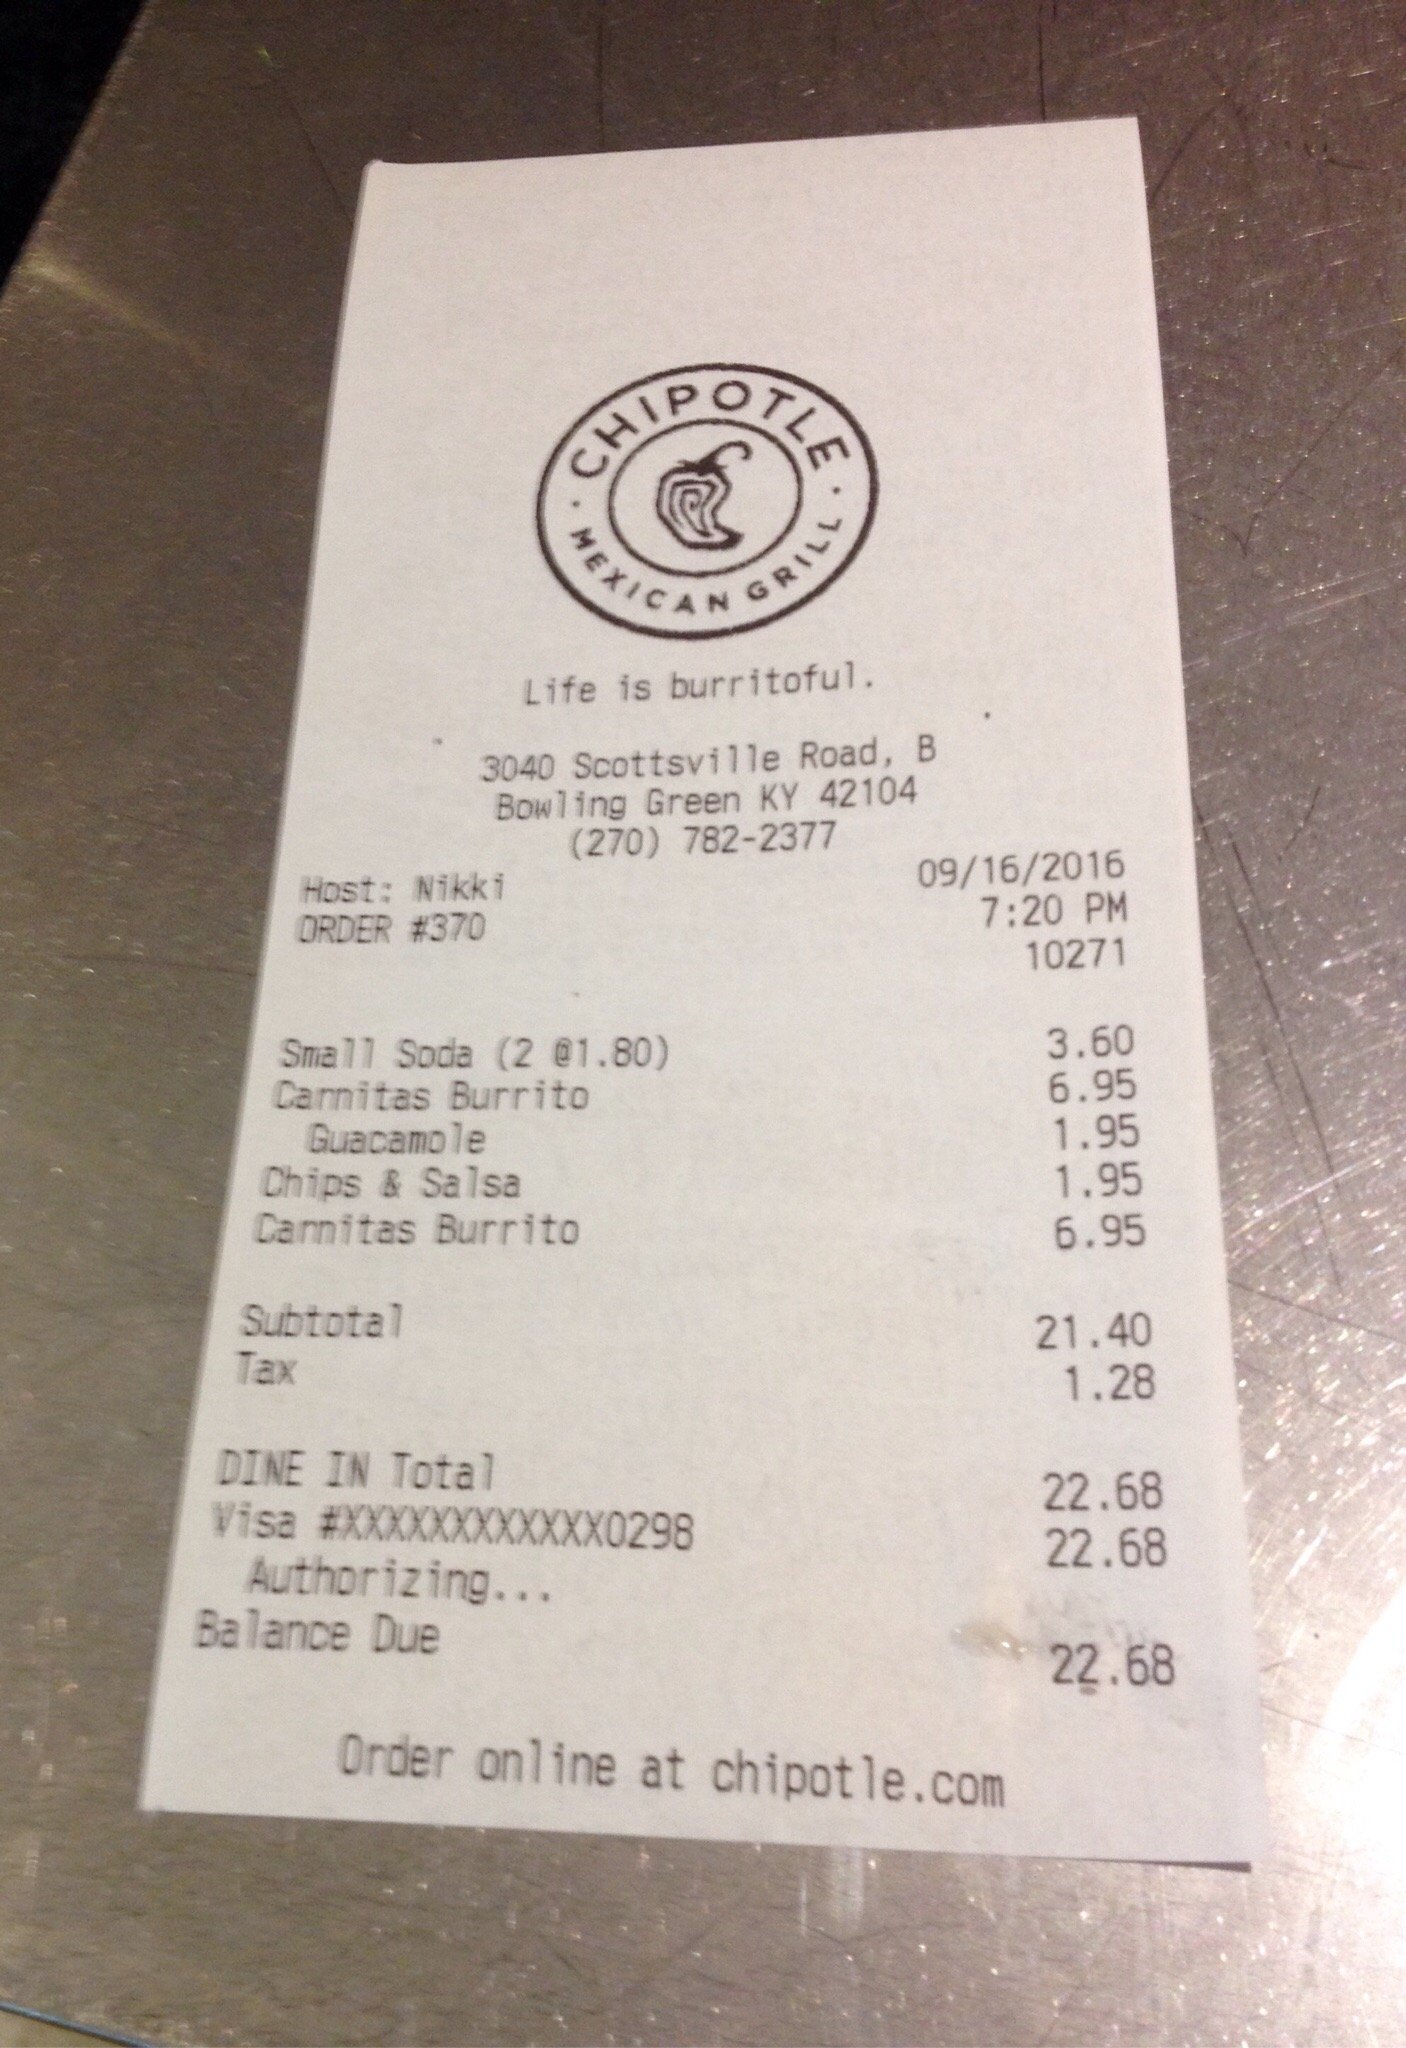 CHIPOTLE
MEXICAN GRILL
Life is burritoful.
3040 Scottsville Road, B
Bowling Green KY 42104
(270) 782-2377
Host: Nikki 09/16/2016
ORDER #370 7:20 PM
10271
Small Soda (2 @1.80) 3.60
Carnitas Burrito 6.95
Guacamole 1.95
Chips & Salsa 1.95
Carnitas Burrito 6.95
Subtotal 21.40
Tax 1.28
DINE IN Total 22.68
Visa #XXXXXXXXXXXX0298 22.68
Authorizing...
Balance Due 22.68
Order online at chipotle.com